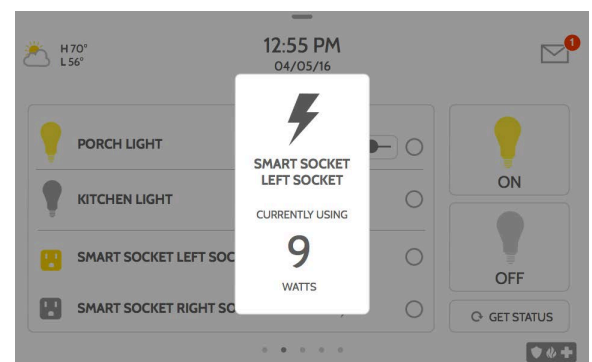 H 70°
L 56°
12:55 PM
04/05/16
1
PORCH LIGHT
KITCHEN LIGHT
SMART SOCKET LEFT SOC
SMART SOCKET RIGHT SO
SMART SOCKET
LEFT SOCKET
CURRENTLY USING
9
WATTS
ON
OFF
GET STATUS